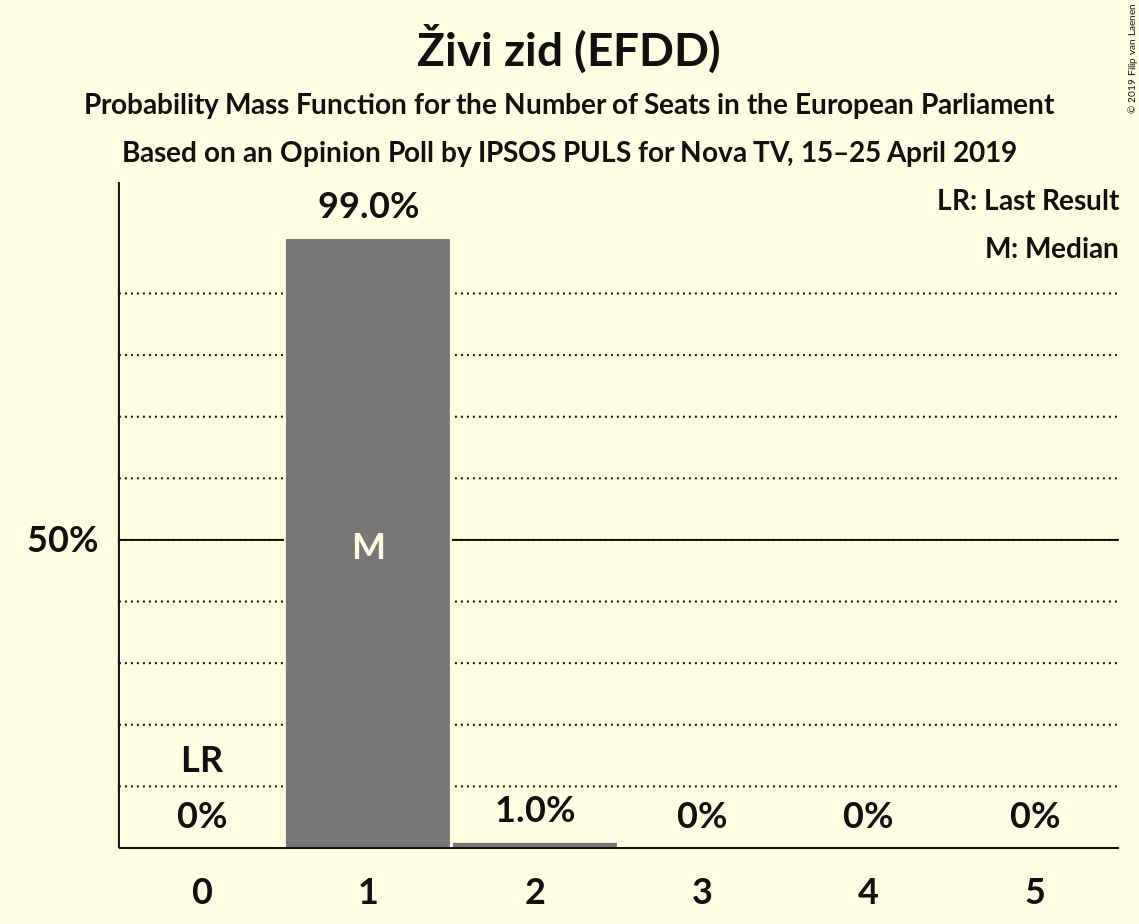 Živi zid (EFDD)
Probability Mass Function for the Number of Seats in the European Parliament
Based on an Opinion Poll by IPSOS PULS for Nova TV, 15–25 April 2019
© 2019 Filip van Laenen
LR: Last Result
M: Median
99.0%
50%
M
LR
0%
1.0%
0%
0%
0%
0
1
2
3
4
5